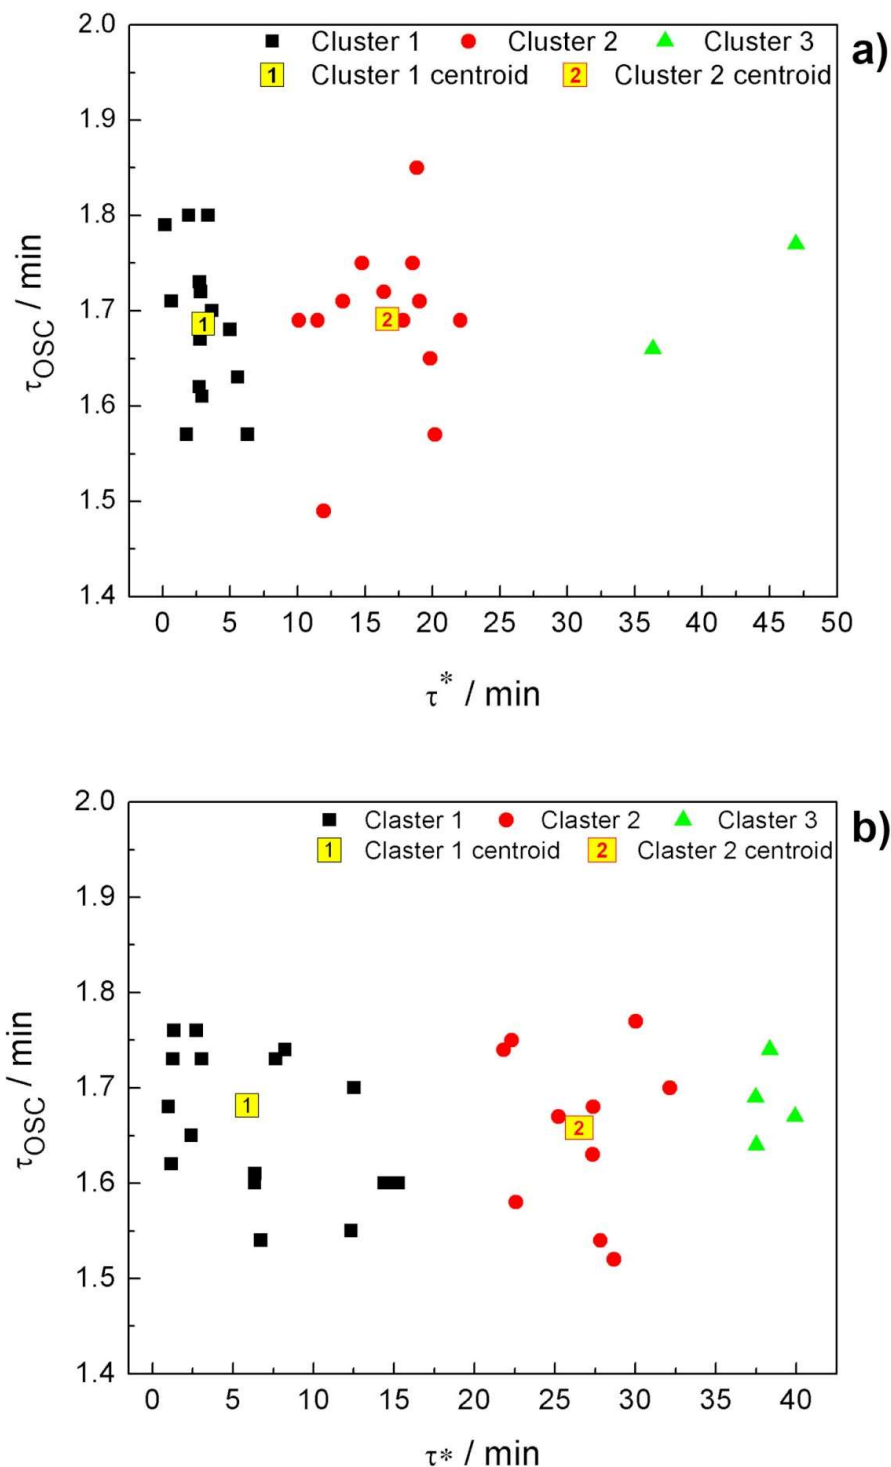 Cluster 1 Cluster 2 Cluster 3
1 Cluster 1 centroid 2 Cluster 2 centroid
a)
2.0
1.9
1.8
1.7
1.6
1.5
1.4
τOSC / min
1
2
0 5 10 15 20 25 30 35 40 45 50
τ* / min
Claster 1 Claster 2 Claster 3
1 Claster 1 centroid 2 Claster 2 centroid
b)
2.0
1.9
1.8
1.7
1.6
1.5
1.4
τOSC / min
1
2
0 5 10 15 20 25 30 35 40
τ* / min